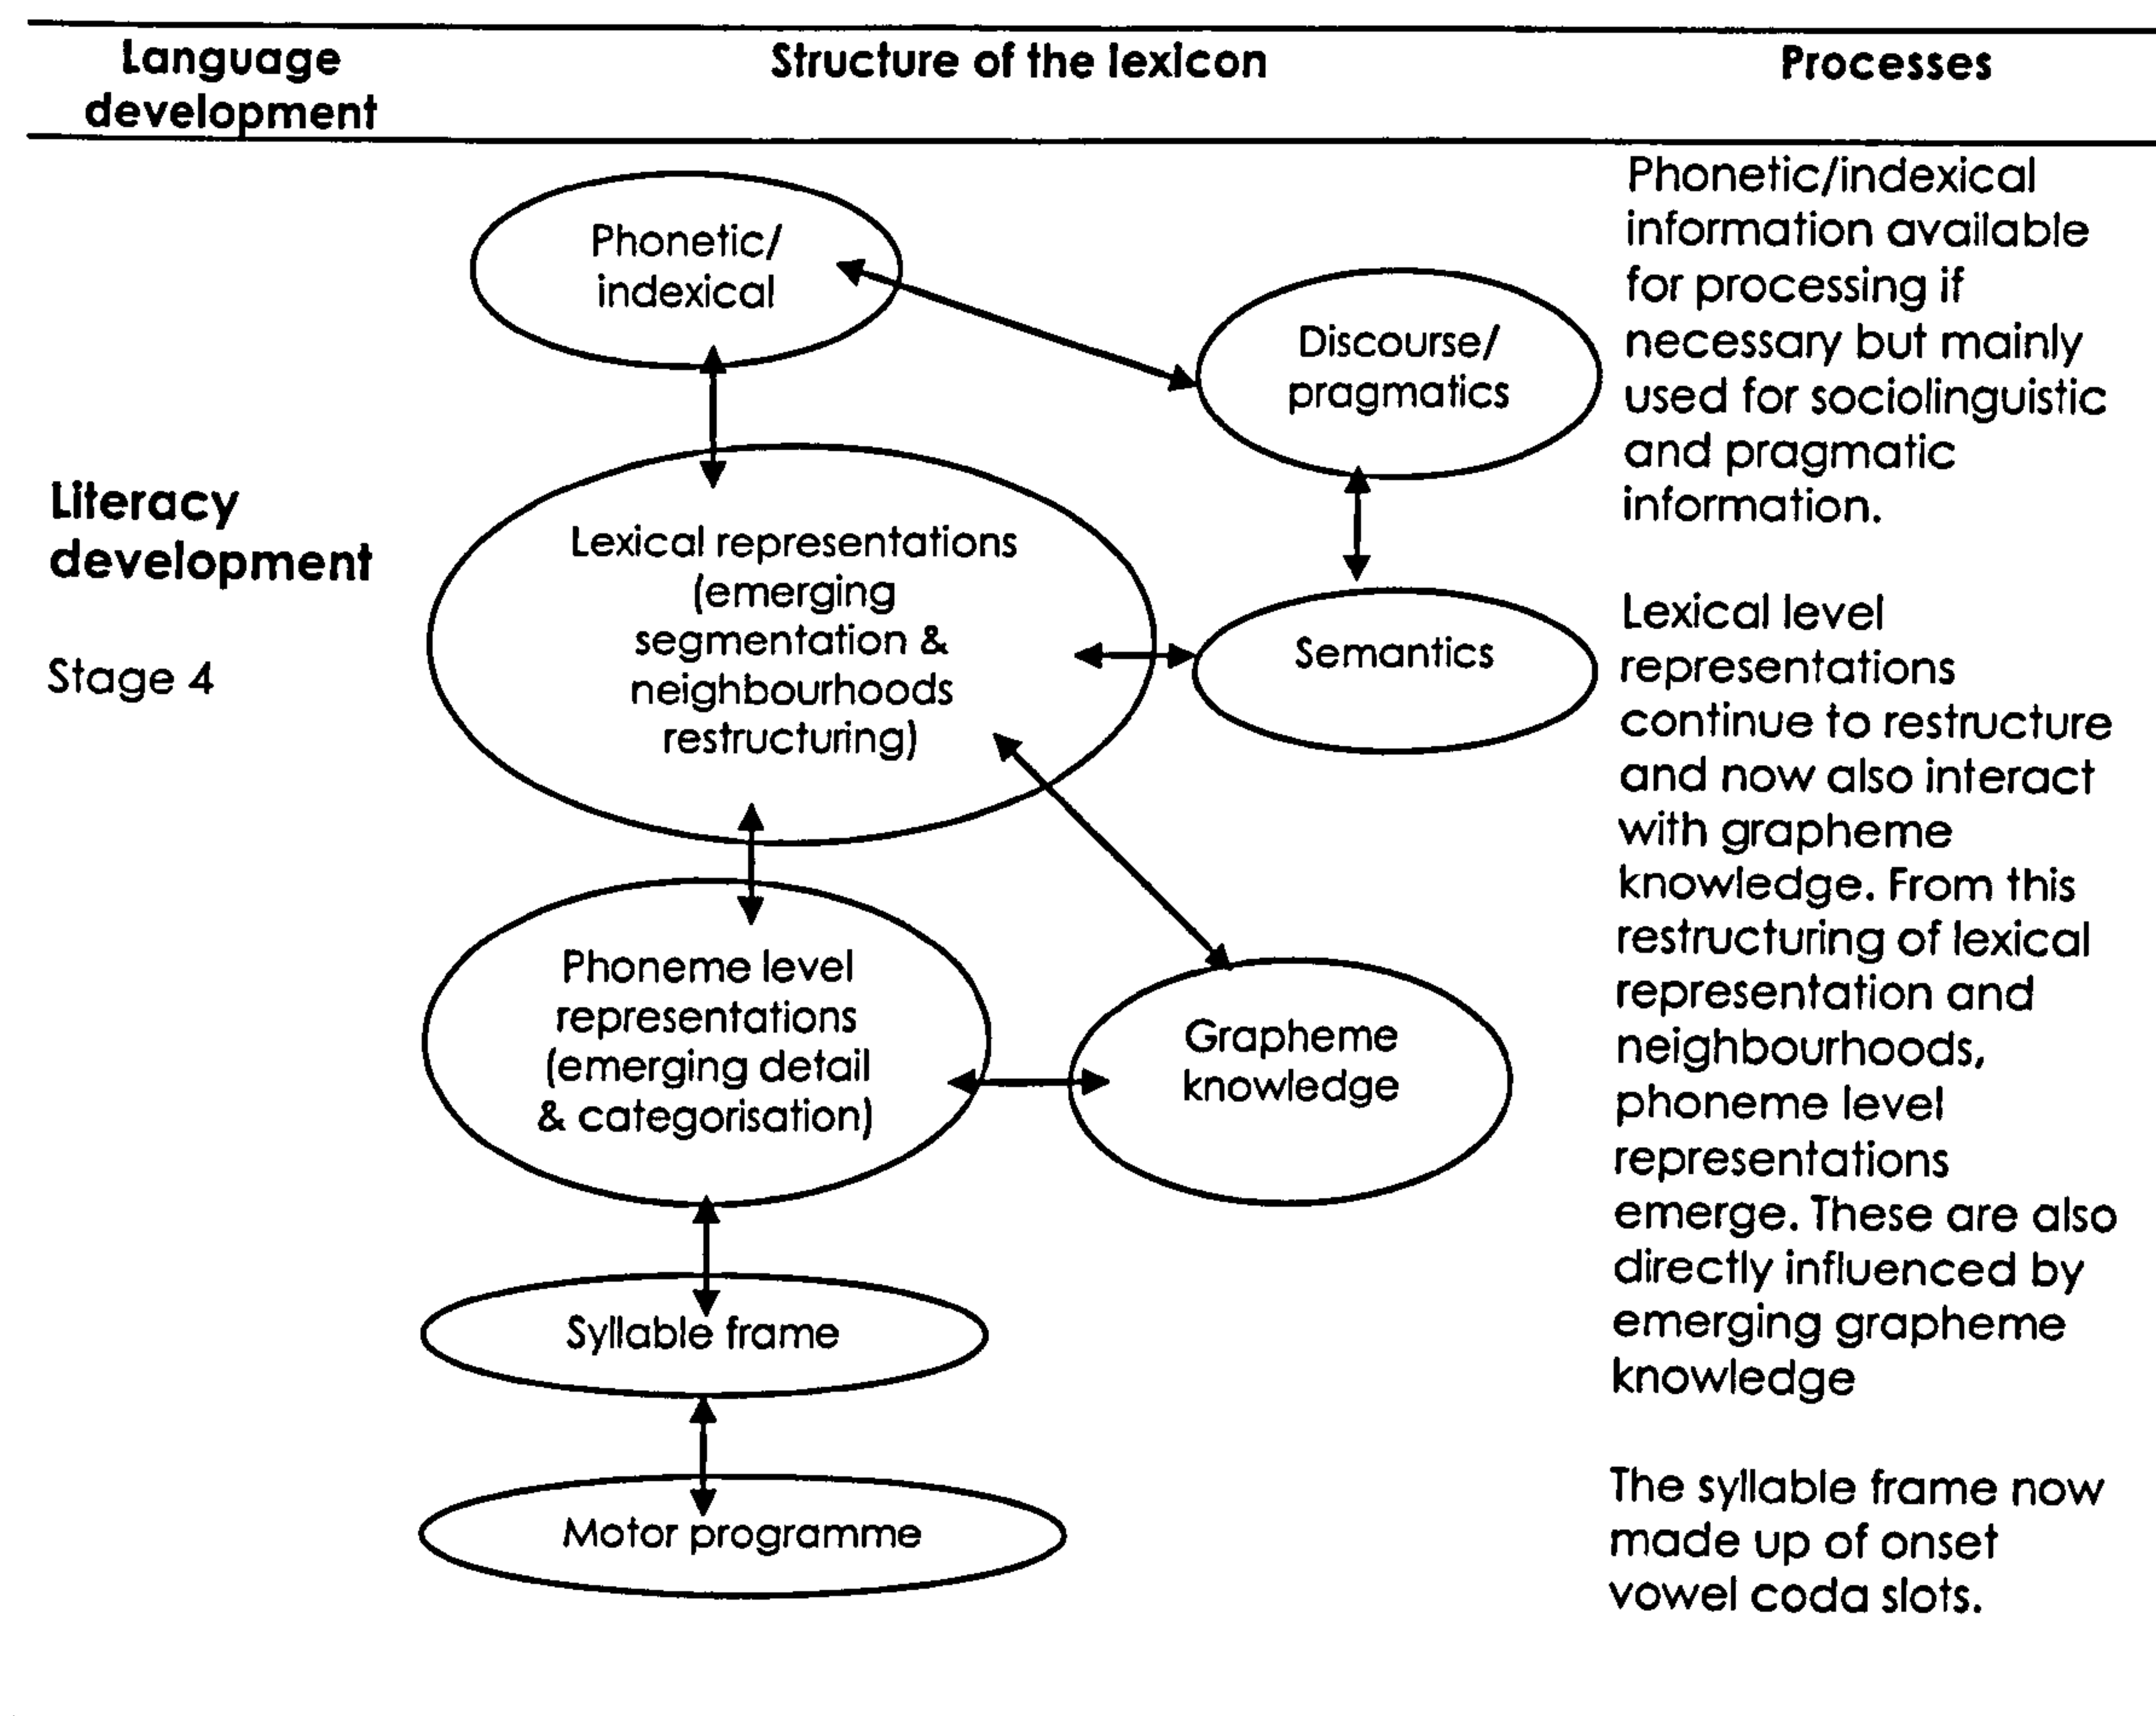 Language
development
Structure of the lexicon
Processes
Literacy
development
Stage 4
Phonetic/
indexical
Discourse/
pragmatics
Lexical representations
(emerging
segmentation &
neighbourhoods
restructuring)
Semantics
Phoneme level
representations
(emerging detail
& categorisation)
Grapheme
knowledge
Syllable frame
Motor programme
Phonetic/indexical
information available
for processing if
necessary but mainly
used for sociolinguistic
and pragmatic
information.
Lexical level
representations
continue to restructure
and now also interact
with grapheme
knowledge. From this
restructuring of lexical
representation and
neighbourhoods,
phoneme level
representations
emerge. These are also
directly influenced by
emerging grapheme
knowledge
The syllable frame now
made up of onset
vowel coda slots.